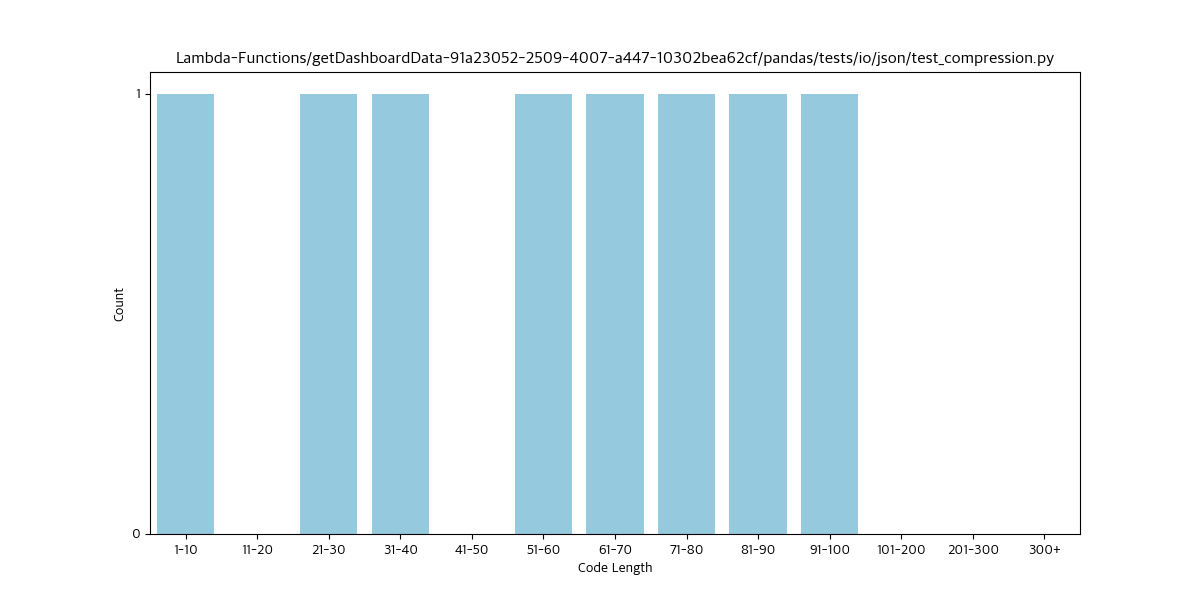 Lambda-Functions/getDashboardData-91a23052-2509-4007-a447-10302bea62cf/pandas/tests/io/json/test_compression.py
1
Count
0
1-10 11-20 21-30 31-40 41-50 51-60 61-70 71-80 81-90 91-100 101-200 201-300 300+
Code Length